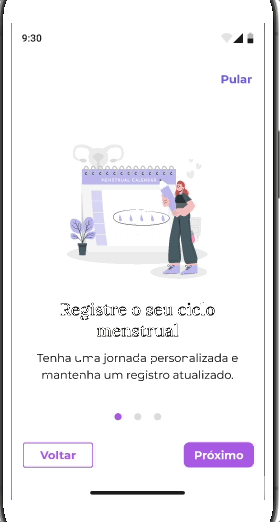 9:30
Pular
MENSTRUAL CALENDAR
Registre o seu ciclo
menstrual
Tenha uma jornada personalizada e
mantenha um registro atualizado.
Voltar
Próximo